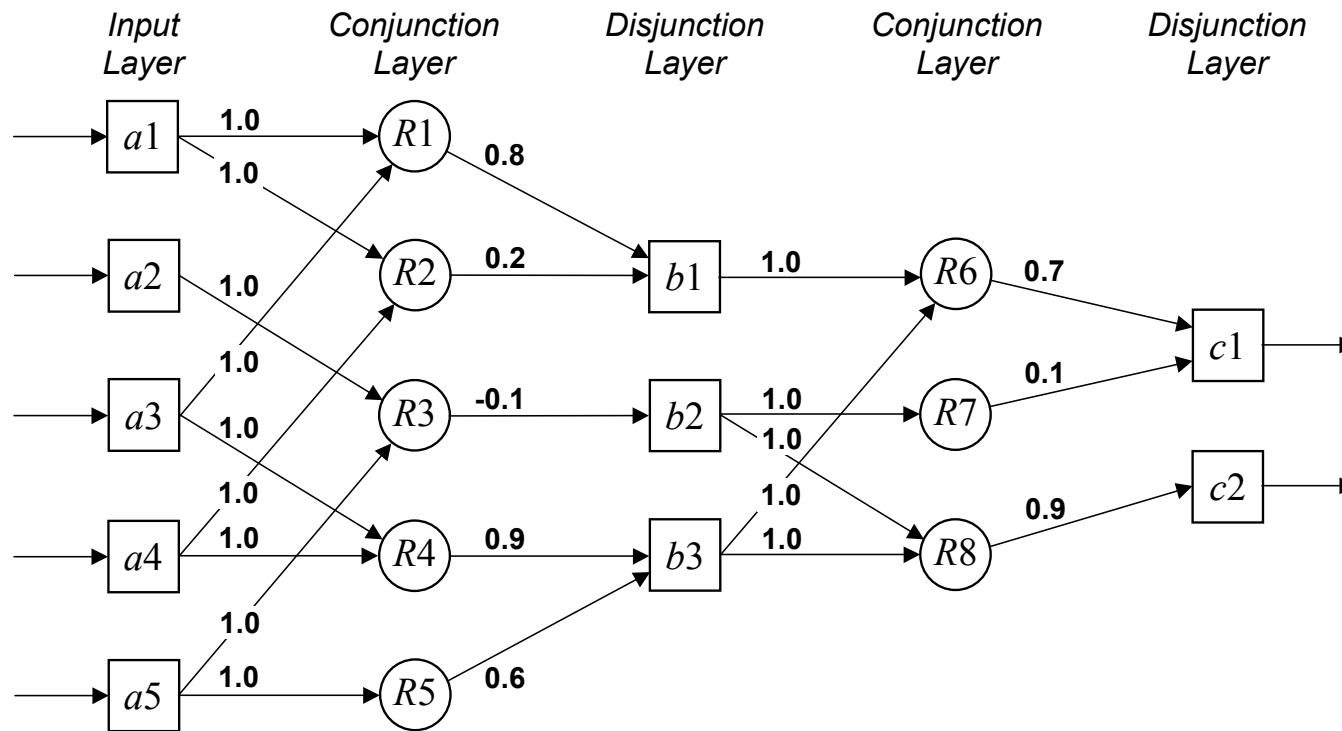 Input Layer
Conjunction Layer
Disjunction Layer
Conjunction Layer
Disjunction Layer
a1
1.0
R1
0.8
1.0
a2
1.0
R2
0.2
b1
1.0
R6
0.7
c1
a3
1.0
1.0
R3
-0.1
b2
1.0
1.0
R7
0.1
a4
1.0
1.0
R4
0.9
b3
1.0
1.0
R8
0.9
c2
a5
1.0
1.0
R5
0.6